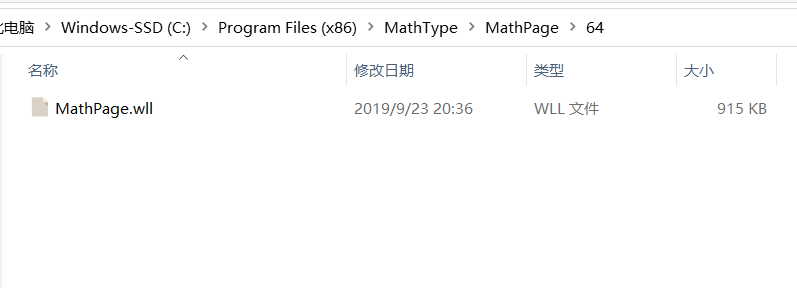 此电脑 > Windows-SSD (C:) > Program Files (x86) > MathType > MathPage > 64
名称 修改日期 类型 大小
MathPage.wll 2019/9/23 20:36 WLL 文件 915 KB